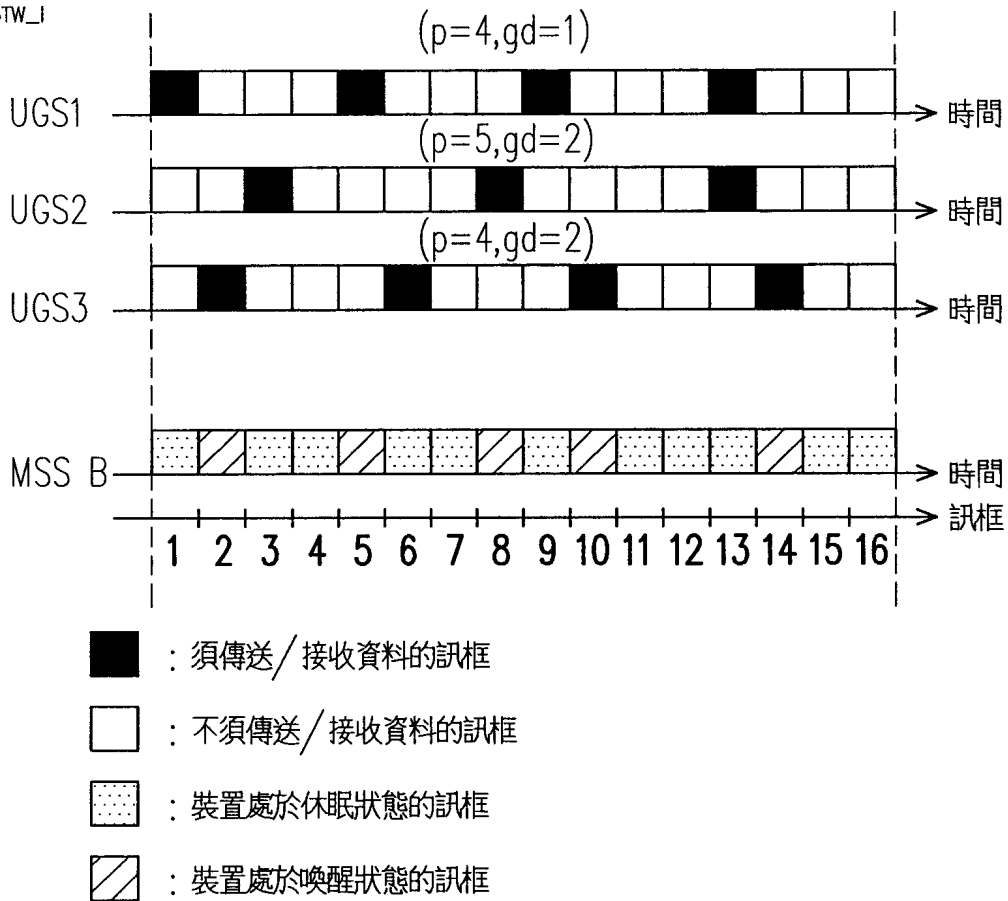 TW_I
(p=4,gd=1)
UGS1 時間
(p=5,gd=2)
UGS2 時間
(p=4,gd=2)
UGS3 時間
MSS B 時間
訊框
1 2 3 4 5 6 7 8 9 10 11 12 13 14 15 16
：須傳送/接收資料的訊框
：不須傳送/接收資料的訊框
：裝置處於休眠狀態的訊框
：裝置處於喚醒狀態的訊框